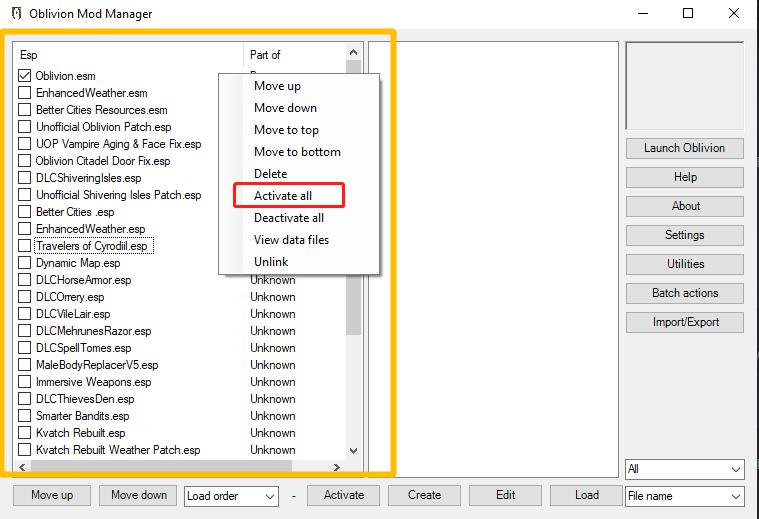 Oblivion Mod Manager
Esp Part of
Oblivion.esm
EnhancedWeather.esm
Better Cities Resources.esm
Unofficial Oblivion Patch.esp
UOP Vampire Aging & Face Fix.esp
Oblivion Citadel Door Fix.esp
DLCShiveringIsles.esp
Unofficial Shivering Isles Patch.esp
Better Cities .esp
EnhancedWeather.esp
Travelers of Cyrodiil.esp
Dynamic Map.esp
DLCHorseArmor.esp Unknown
DLCOrrery.esp Unknown
DLCVileLair.esp Unknown
DLCMehrunesRazor.esp Unknown
DLCSpellTomes.esp Unknown
MaleBodyReplacerV5.esp Unknown
Immersive Weapons.esp Unknown
DLCThievesDen.esp Unknown
Smarter Bandits.esp Unknown
Kvatch Rebuilt.esp Unknown
Kvatch Rebuilt Weather Patch.esp Unknown
Move up
Move down
Move to top
Move to bottom
Delete
Activate all
Deactivate all
View data files
Unlink
Launch Oblivion
Help
About
Settings
Utilities
Batch actions
Import/Export
All
Move up Move down Load order - Activate Create Edit Load File name